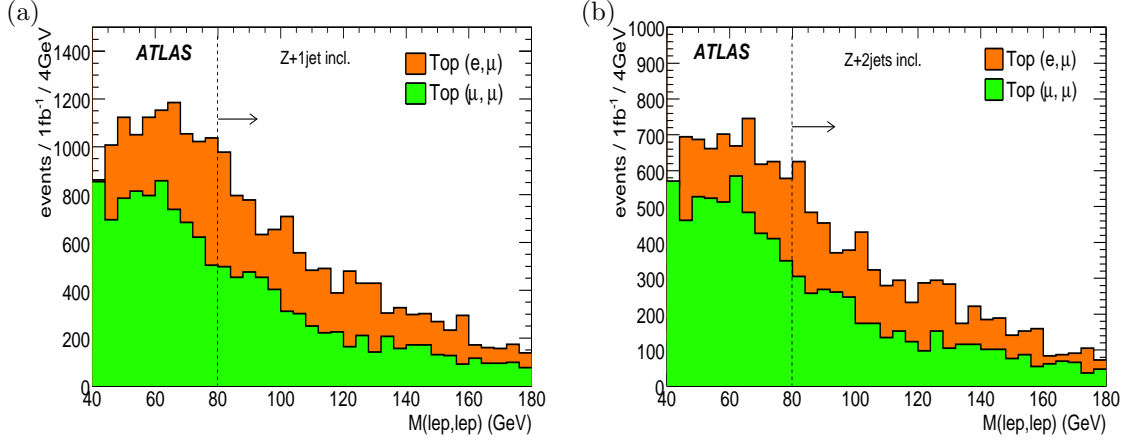 (a)
events / 1fb⁻¹ / 4GeV
1400
1200
1000
800
600
400
200
0
ATLAS
Z+1jet incl.
Top (e,μ)
Top (μ, μ)
40 60 80 100 120 140 160 180
M(lep,lep) (GeV)
(b)
events / 1fb⁻¹ / 4GeV
1000
900
800
700
600
500
400
300
200
100
0
ATLAS
Z+2jets incl.
Top (e,μ)
Top (μ, μ)
40 60 80 100 120 140 160 180
M(lep,lep) (GeV)